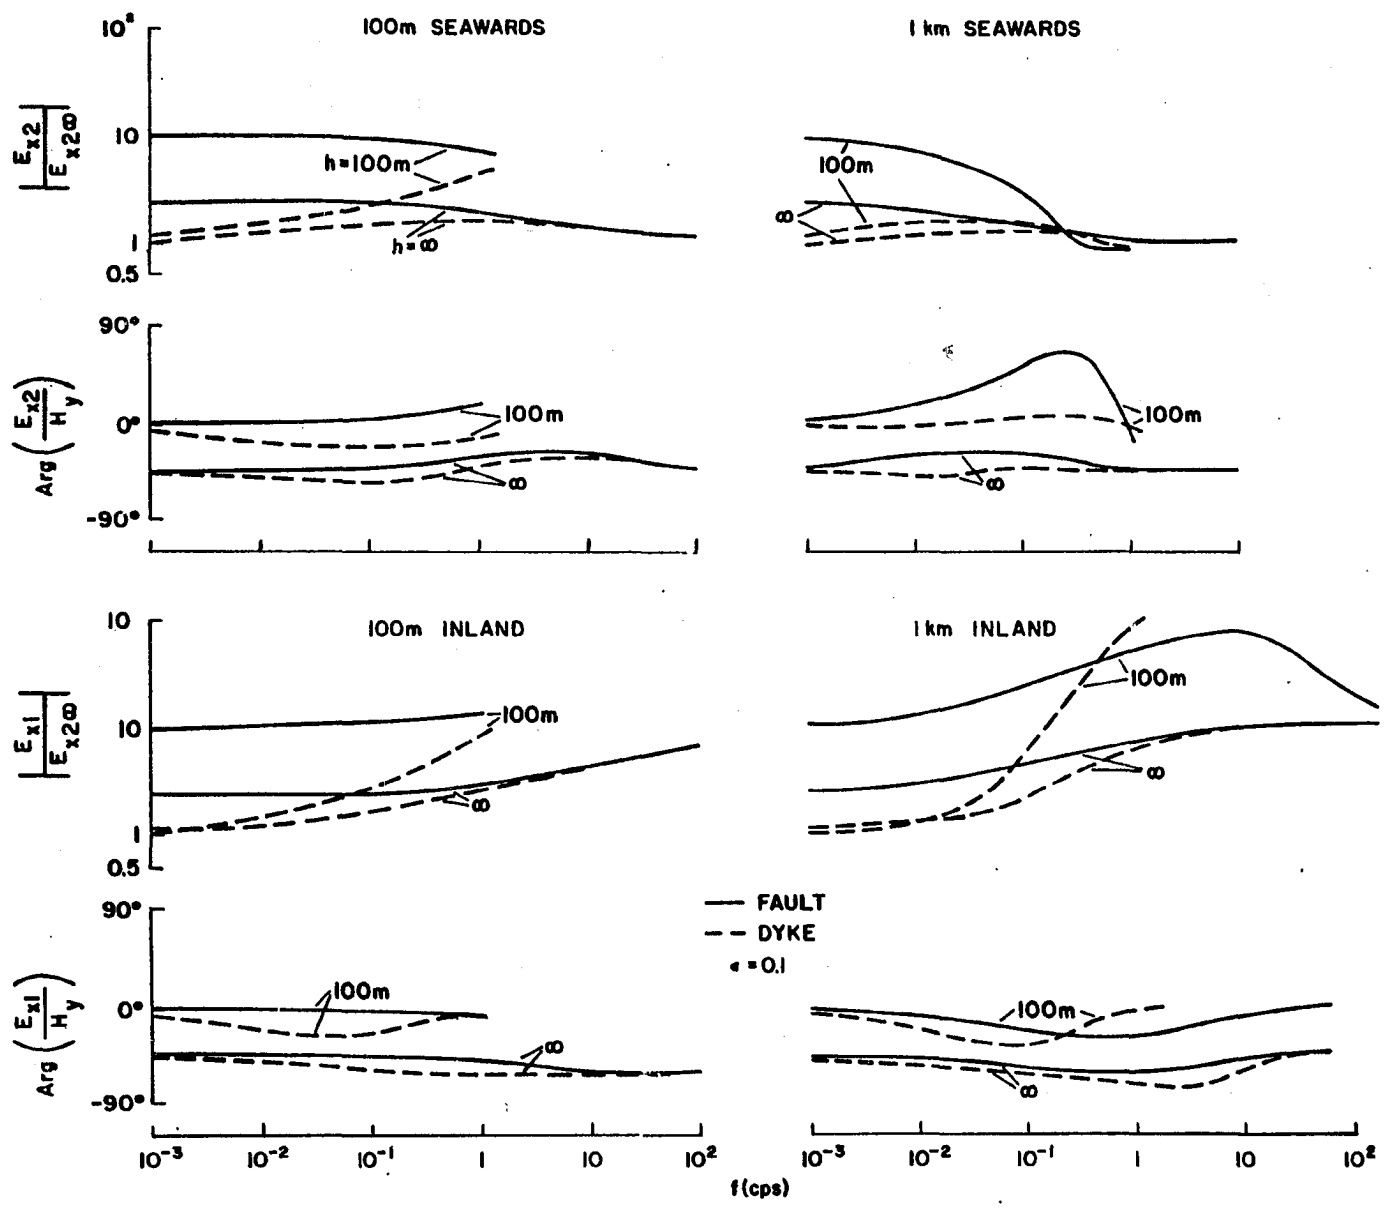 100m SEAWARDS
1 km SEAWARDS
10²
10
1
0.5
|Ex2 / Ex2∞|
h=100m
h=∞
100m
∞
90°
0°
-90°
Arg (Ex2 / Hy)
100m
∞
100m
∞
100m INLAND
1km INLAND
10
10
1
0.5
|Ex1 / Ex2∞|
100m
∞
100m
∞
FAULT
DYKE
ϵ = 0.1
90°
0°
-90°
Arg (Ex1 / Hy)
100m
∞
100m
∞
10⁻³ 10⁻² 10⁻¹ 1 10 10²
10⁻³ 10⁻² 10⁻¹ 1 10 10²
f(cps)